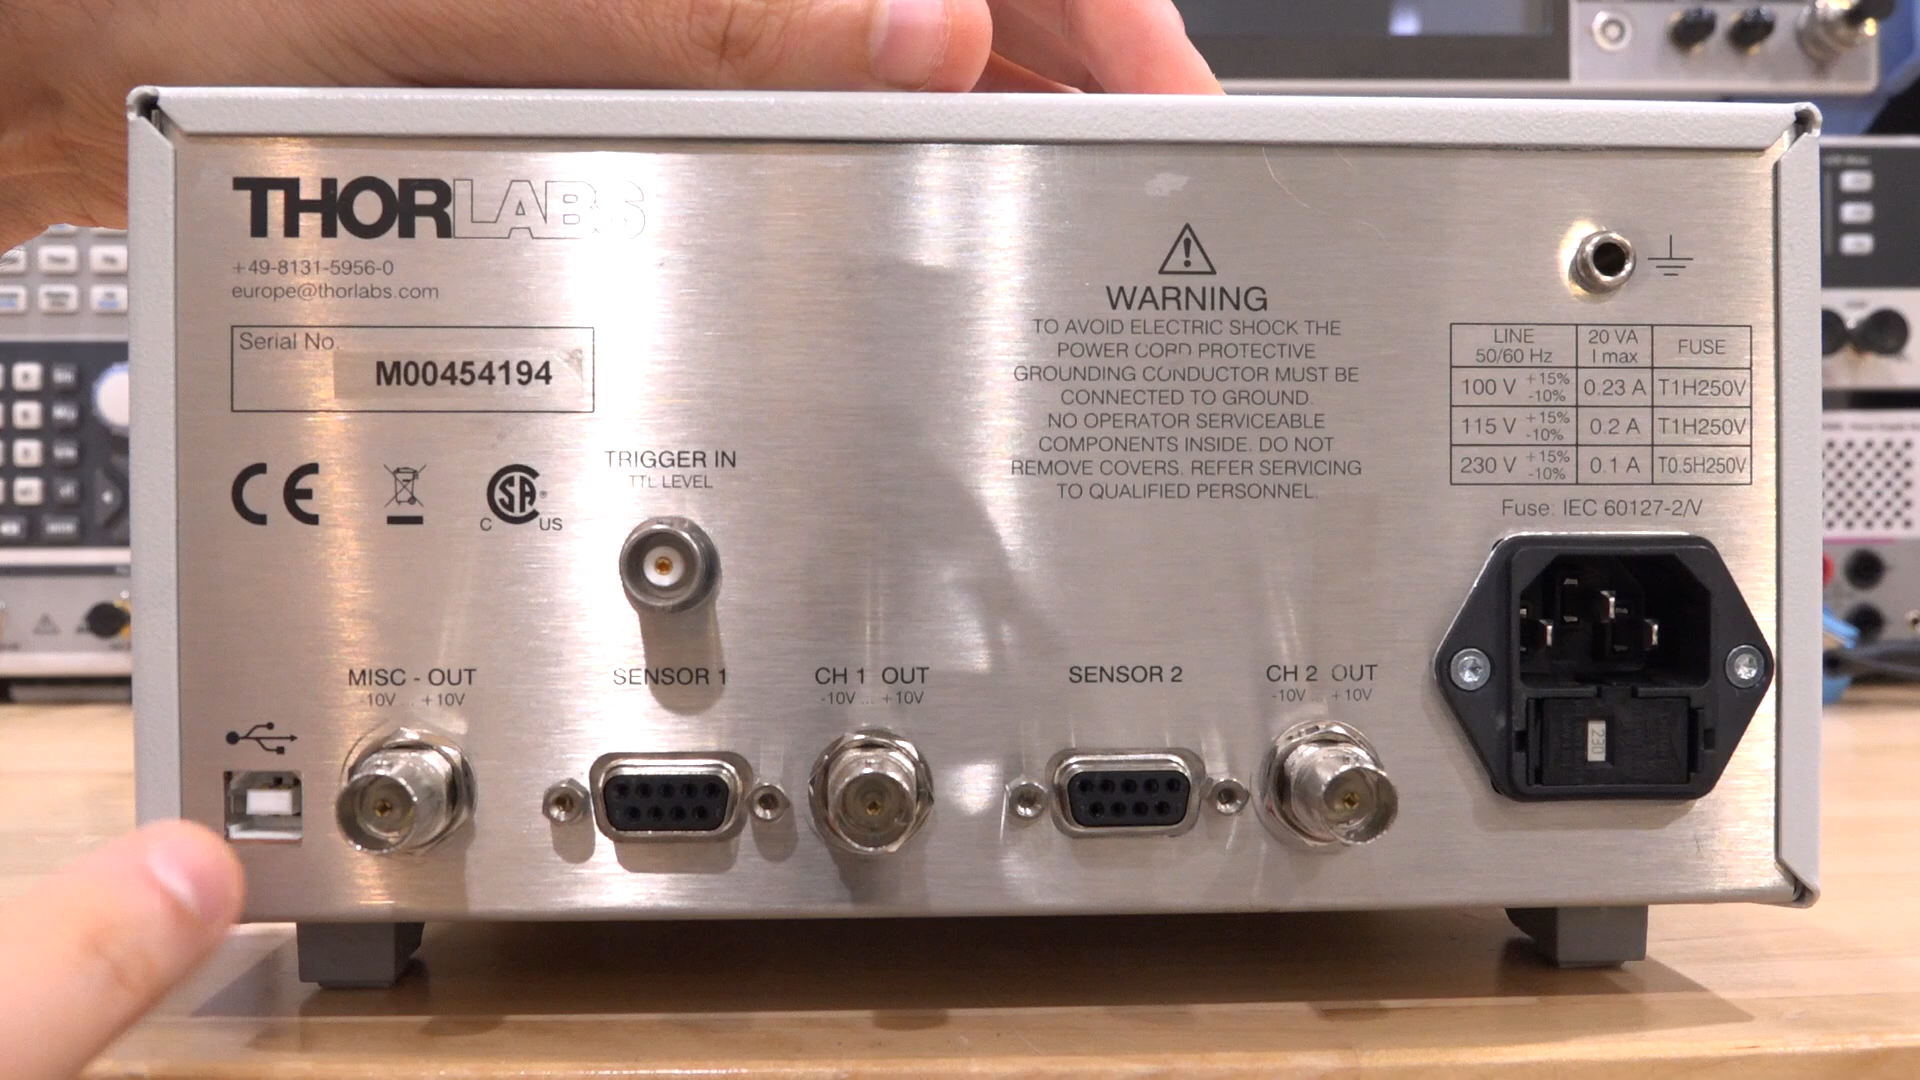 THORLABS
+49-8131-5956-0
europe@thorlabs.com
Serial No.
M00454194
CE
SA
C US
TRIGGER IN
TTL LEVEL
WARNING
TO AVOID ELECTRIC SHOCK THE
POWER CORD PROTECTIVE
GROUNDING CONDUCTOR MUST BE
CONNECTED TO GROUND.
NO OPERATOR SERVICEABLE
COMPONENTS INSIDE. DO NOT
REMOVE COVERS. REFER SERVICING
TO QUALIFIED PERSONNEL.
LINE 50/60 Hz 20 VA I max FUSE
100 V +15% -10% 0.23 A T1H250V
115 V +15% -10% 0.2 A T1H250V
230 V +15% -10% 0.1 A T0.5H250V
Fuse: IEC 60127-2/V
MISC - OUT
-10V ... +10V
SENSOR 1
CH 1 OUT
-10V ... +10V
SENSOR 2
CH 2 OUT
-10V ... +10V
230